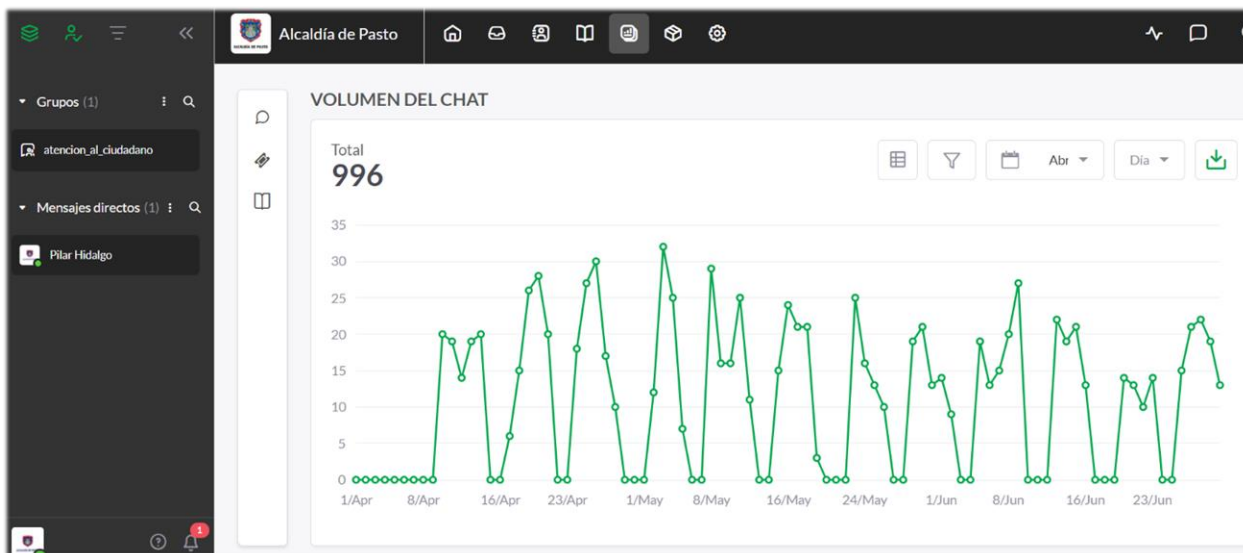 Alcaldía de Pasto
Grupos (1)
atencion_al_ciudadano
Mensajes directos (1)
Pilar Hidalgo
1
VOLUMEN DEL CHAT
Total
996
Abr
Día
35
30
25
20
15
10
5
0
1/Apr 8/Apr 16/Apr 23/Apr 1/May 8/May 16/May 24/May 1/Jun 8/Jun 16/Jun 23/Jun